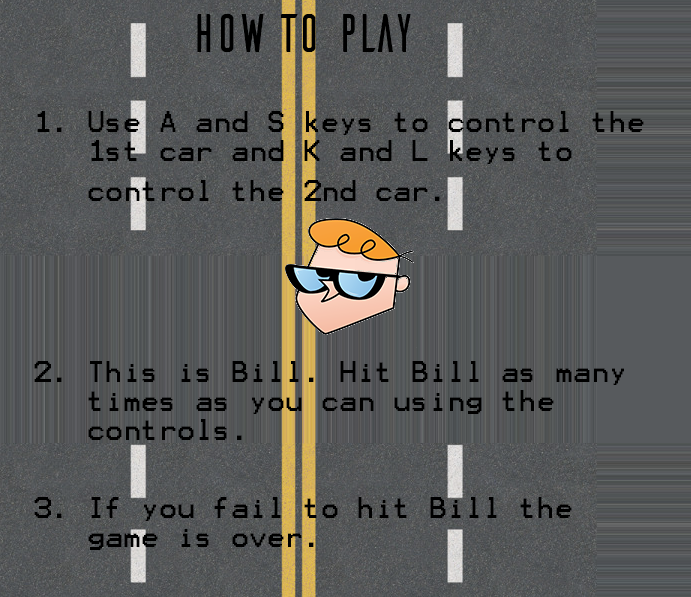 HOW TO PLAY
1. Use A and S keys to control the
1st car and K and L keys to
control the 2nd car.
2. This is Bill. Hit Bill as many
times as you can using the
controls.
3. If you fail to hit Bill the
game is over.